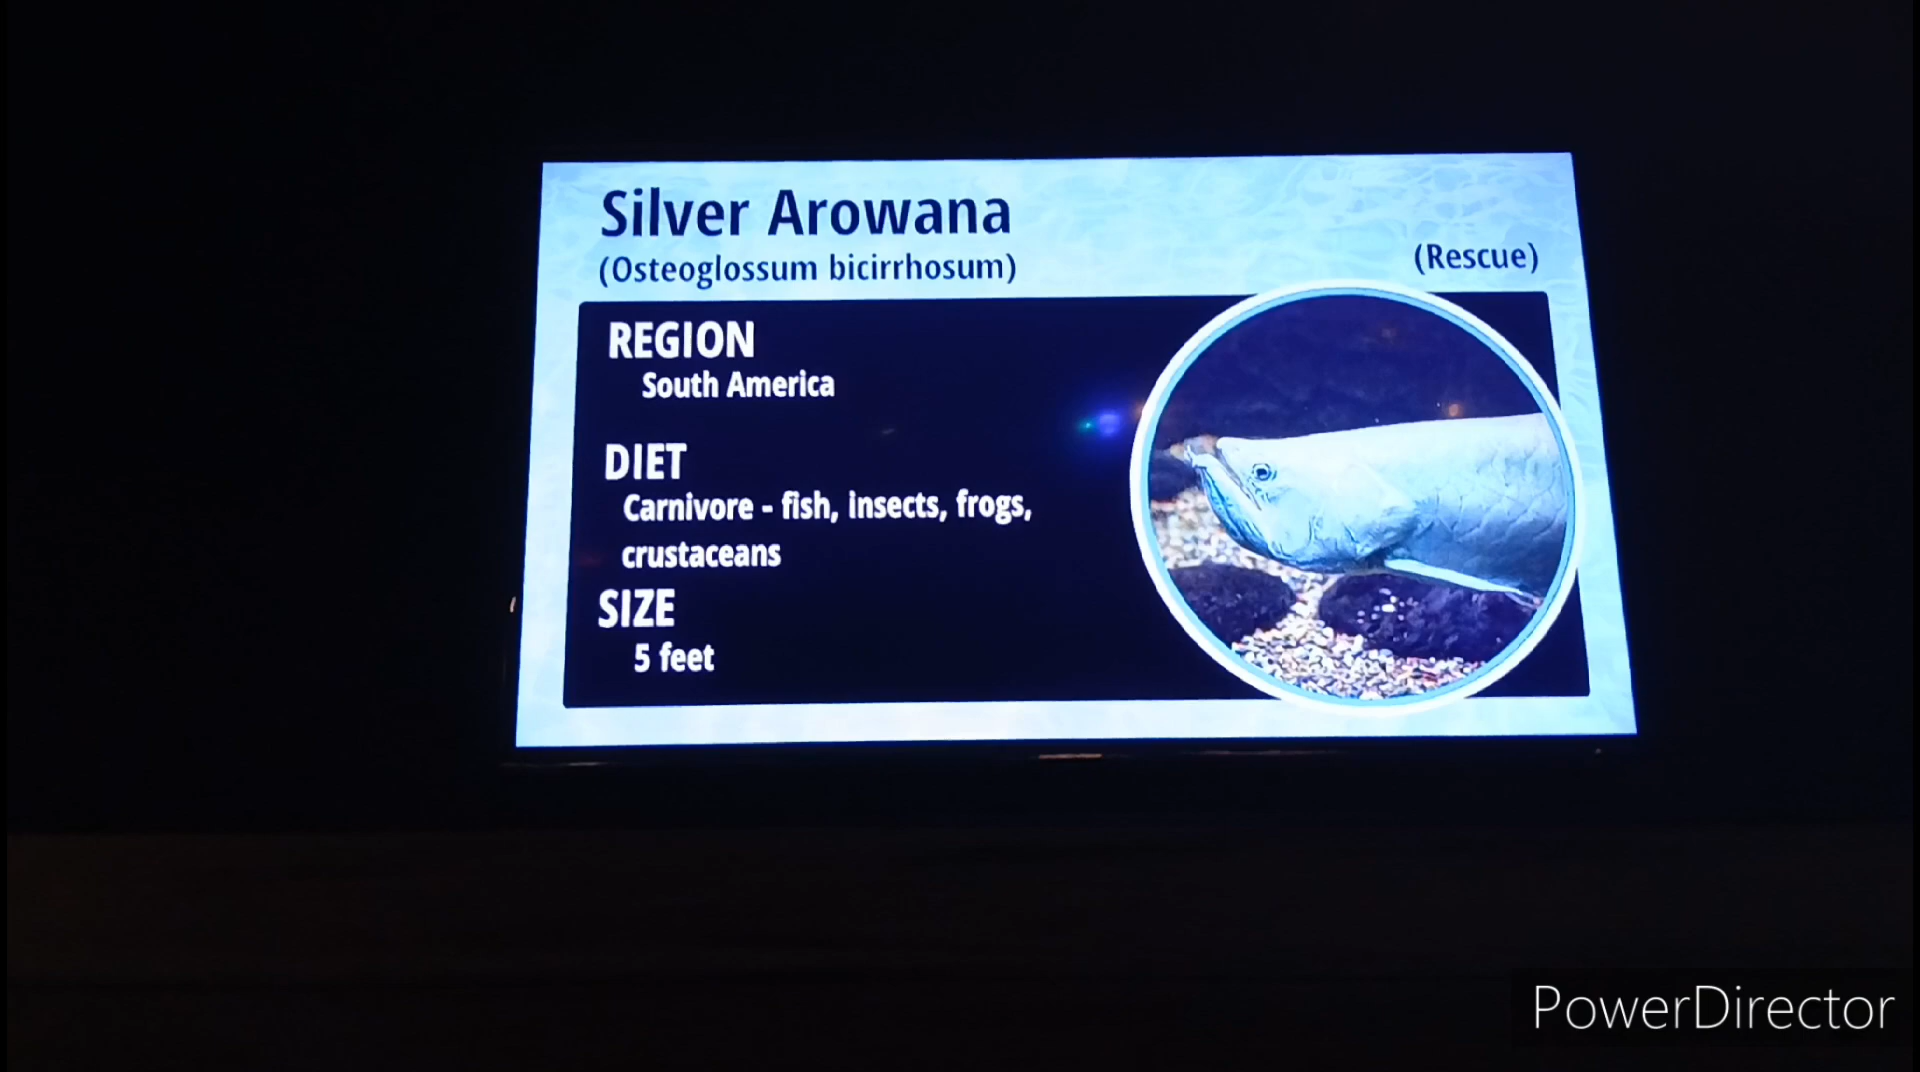 Silver Arowana
(Osteoglossum bicirrhosum)
(Rescue)
REGION
South America
DIET
Carnivore - fish, insects, frogs,
crustaceans
SIZE
5 feet
PowerDirector